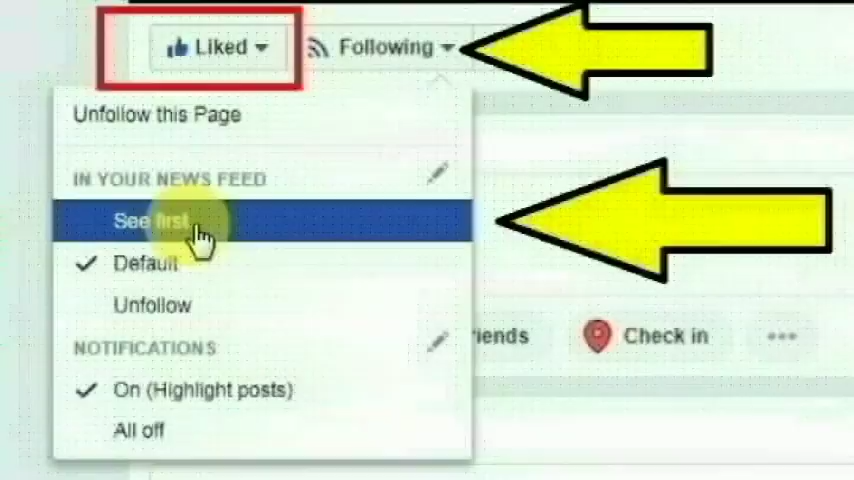 Liked Following
Unfollow this Page
IN YOUR NEWS FEED
See first
Default
Unfollow
iends Check in
NOTIFICATIONS
On (Highlight posts)
All off